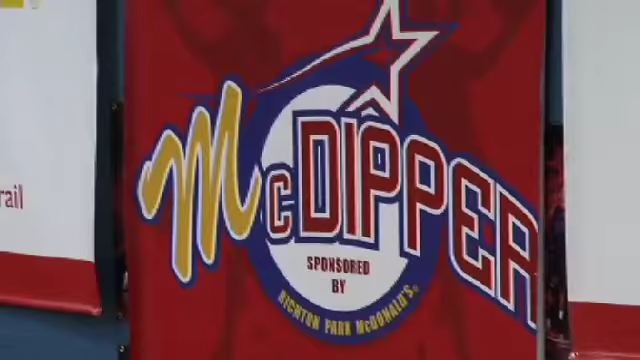 McDIPPER
SPONSORED
BY
RICHTON PARK McDONALD'S®
rail